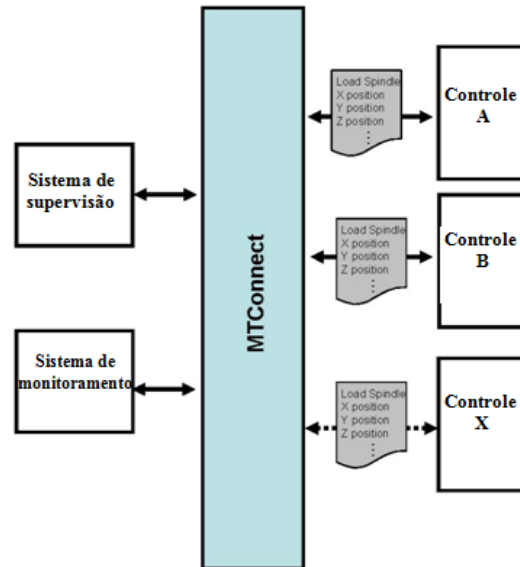 Sistema de
supervisão
Sistema de
monitoramento
MTConnect
Load Spindle
X position
Y position
Z position
⋮
Controle
A
Load Spindle
X position
Y position
Z position
⋮
Controle
B
Load Spindle
X position
Y position
Z position
⋮
Controle
X